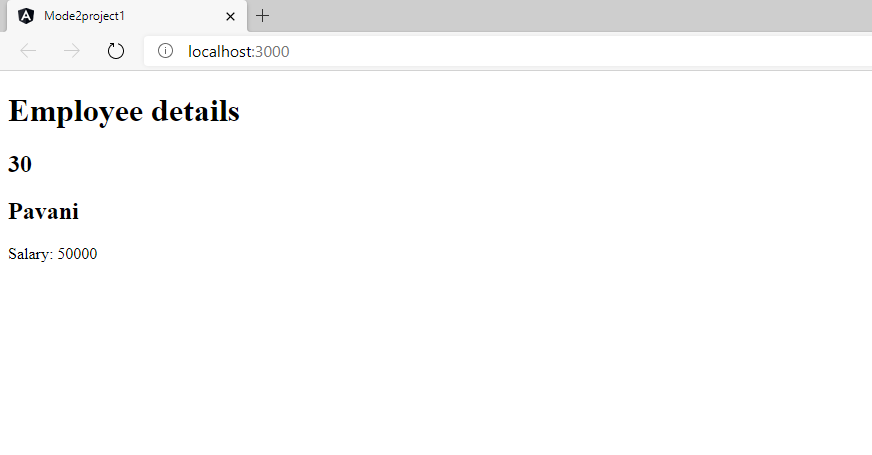 Mode2project1
localhost:3000
Employee details
30
Pavani
Salary: 50000